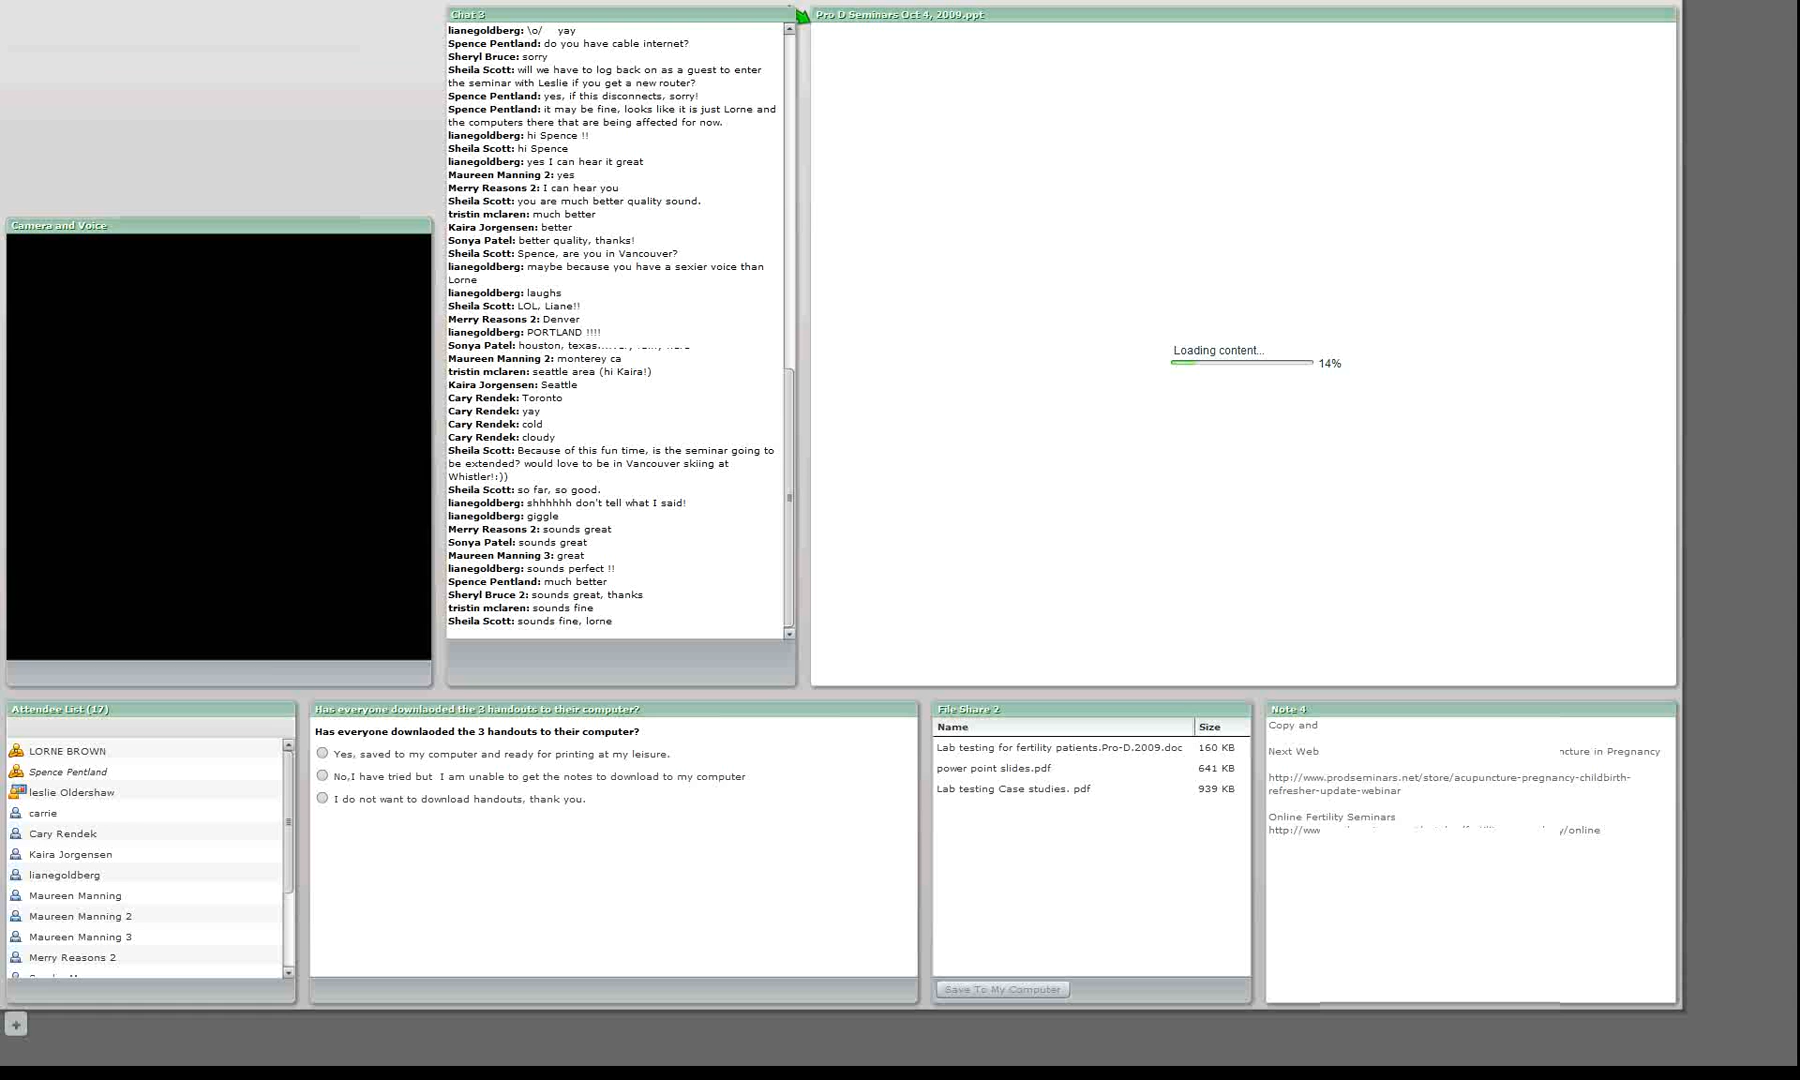 Chat 3
lianegoldberg: \o/ yay
Spence Pentland: do you have cable internet?
Sheryl Bruce: sorry
Sheila Scott: will we have to log back on as a guest to enter
the seminar with Leslie if you get a new router?
Spence Pentland: yes, if this disconnects, sorry!
Spence Pentland: it may be fine, looks like it is just Lorne and
the computers there that are being affected for now.
lianegoldberg: hi Spence !!
Sheila Scott: hi Spence
lianegoldberg: yes I can hear it great
Maureen Manning 2: yes
Merry Reasons 2: I can hear you
Sheila Scott: you are much better quality sound.
tristin mclaren: much better
Kaira Jorgensen: better
Sonya Patel: better quality, thanks!
Sheila Scott: Spence, are you in Vancouver?
lianegoldberg: maybe because you have a sexier voice than
Lorne
lianegoldberg: laughs
Sheila Scott: LOL, Liane!!
Merry Reasons 2: Denver
lianegoldberg: PORTLAND !!!!
Sonya Patel: houston, texas
Maureen Manning 2: monterey ca
tristin mclaren: seattle area (hi Kaira!)
Kaira Jorgensen: Seattle
Cary Rendek: Toronto
Cary Rendek: yay
Cary Rendek: cold
Cary Rendek: cloudy
Sheila Scott: Because of this fun time, is the seminar going to
be extended? would love to be in Vancouver skiing at
Whistler!:))
Sheila Scott: so far, so good.
lianegoldberg: shhhhhh don't tell what I said!
lianegoldberg: giggle
Merry Reasons 2: sounds great
Sonya Patel: sounds great
Maureen Manning 3: great
lianegoldberg: sounds perfect !!
Spence Pentland: much better
Sheryl Bruce 2: sounds great, thanks
tristin mclaren: sounds fine
Sheila Scott: sounds fine, lorne
Pro D Seminars Oct 4, 2009.ppt
Loading content...
14%
Camera and Voice
Attendee List (17)
LORNE BROWN
Spence Pentland
leslie Oldershaw
carrie
Cary Rendek
Kaira Jorgensen
lianegoldberg
Maureen Manning
Maureen Manning 2
Maureen Manning 3
Merry Reasons 2
Has everyone downlaoded the 3 handouts to their computer?
Has everyone downlaoded the 3 handouts to their computer?
Yes, saved to my computer and ready for printing at my leisure.
No,I have tried but I am unable to get the notes to download to my computer
I do not want to download handouts, thank you.
File Share 2
Name Size
Lab testing for fertility patients.Pro-D.2009.doc 160 KB
power point slides.pdf 641 KB
Lab testing Case studies. pdf 939 KB
Save To My Computer
Note 4
Copy and
Next Web in Pregnancy
http://www.prodseminars.net/store/acupuncture-pregnancy-childbirth-
refresher-update-webinar
Online Fertility Seminars
http://www /online